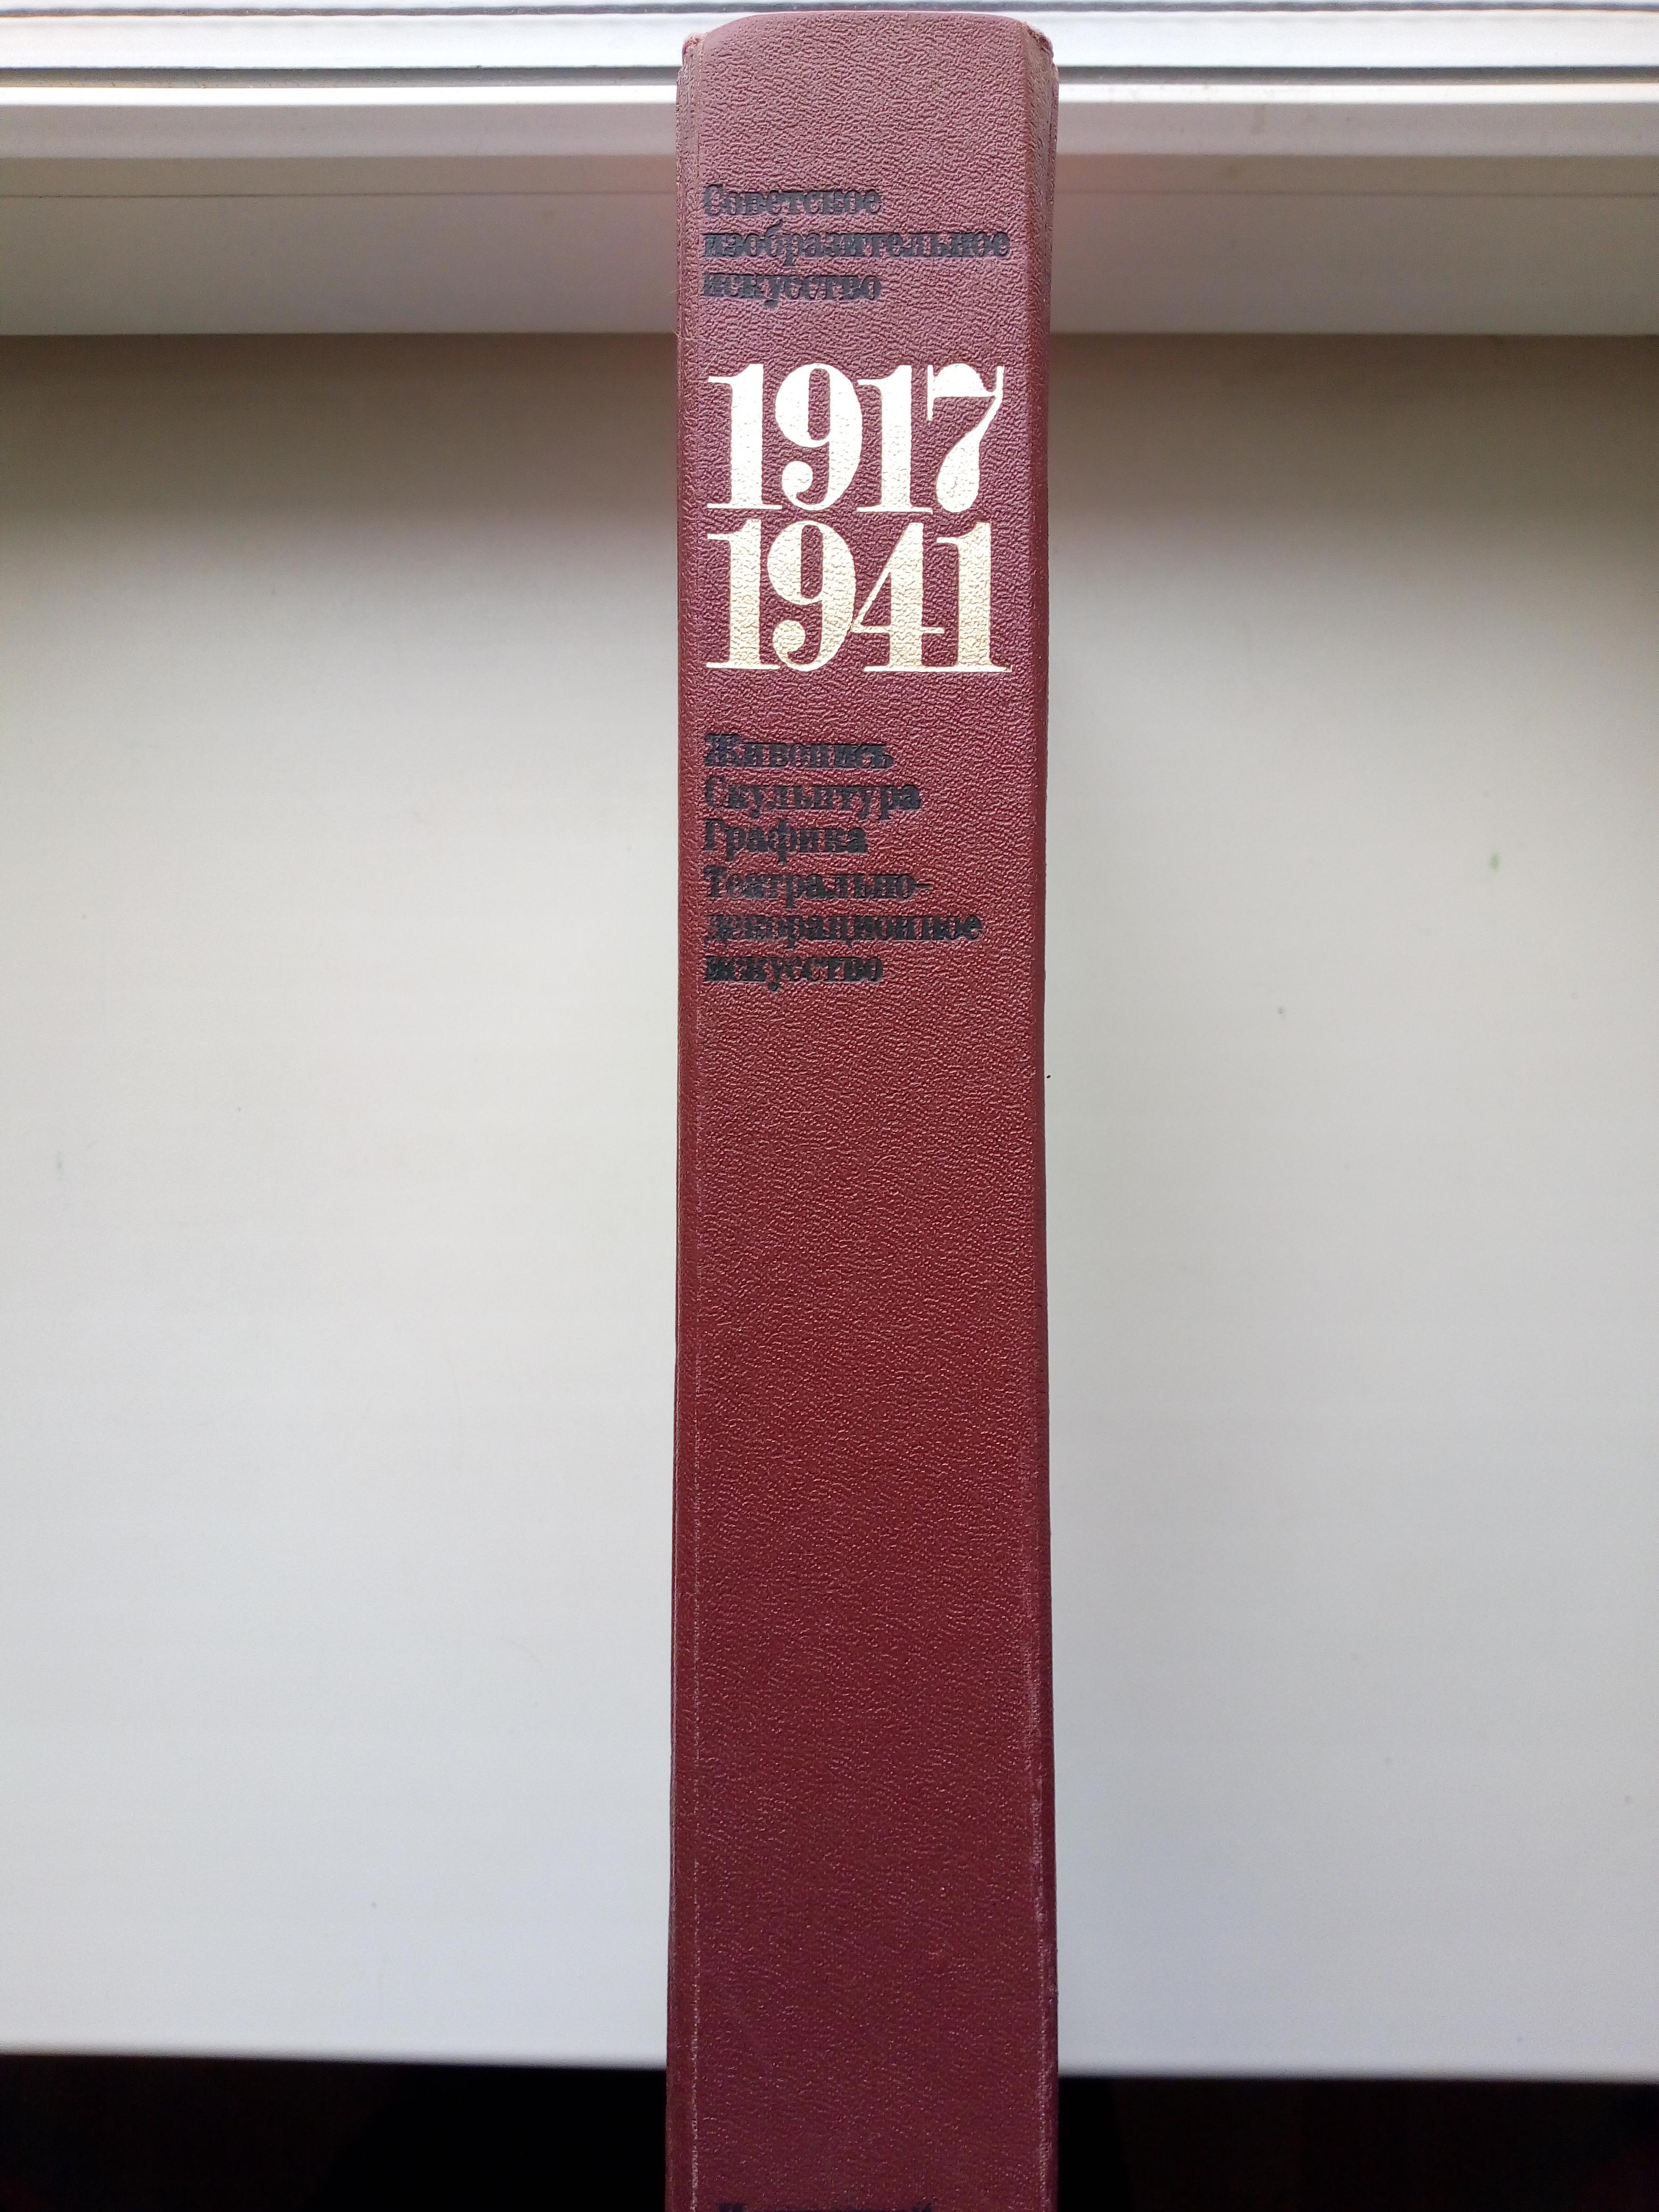 Советское
изобразительное
искусство
1917
1941
Живопись
Скульптура
Графика
Театрально-
декорационное
искусство